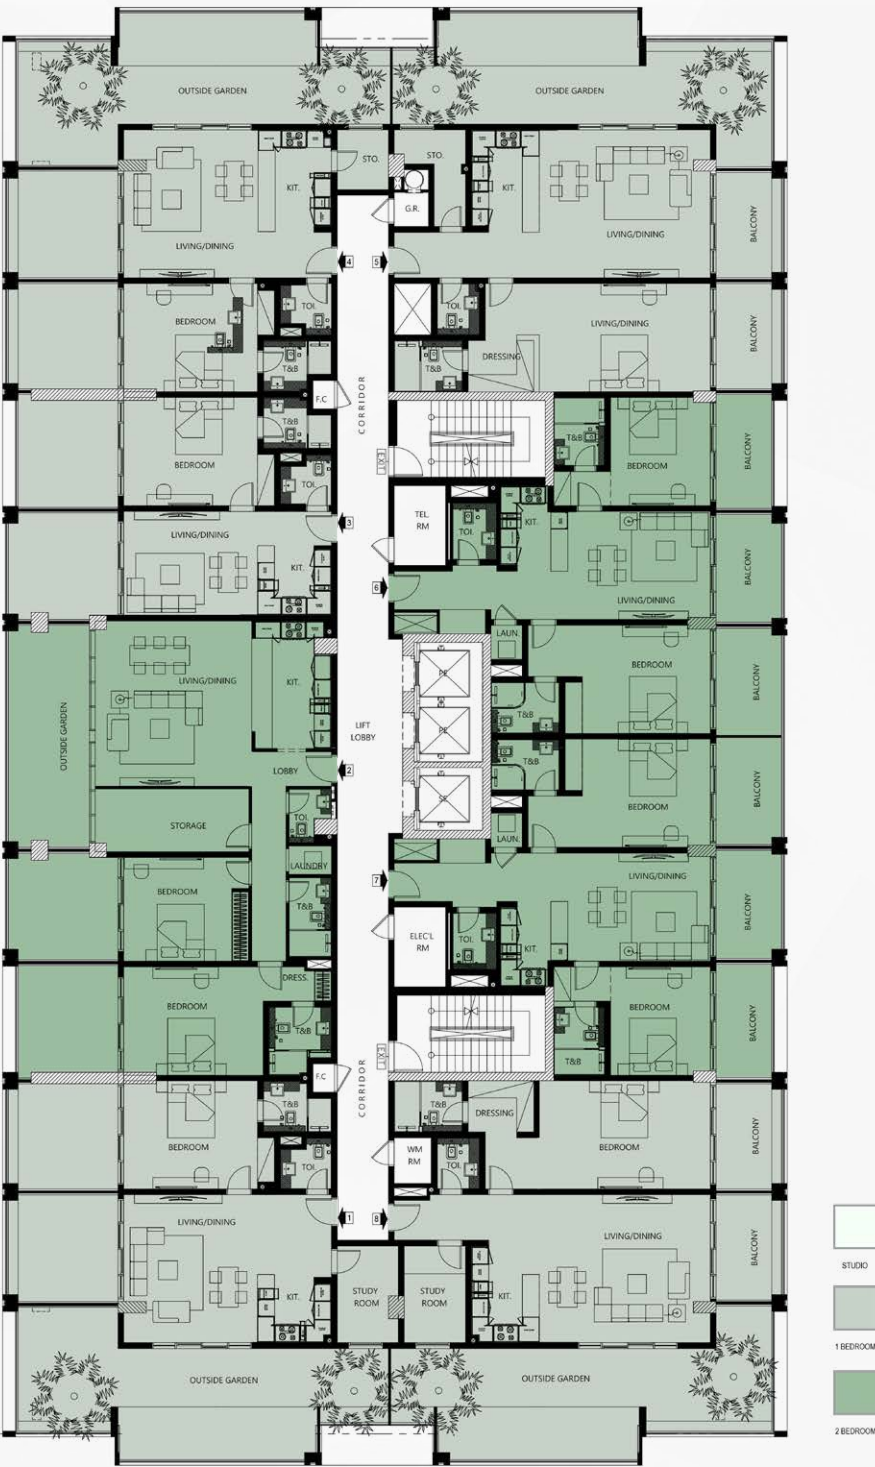 OUTSIDE GARDEN
OUTSIDE GARDEN
STO.
STO.
KIT.
KIT.
G.R.
BALCONY
LIVING/DINING
LIVING/DINING
4
5
TOI.
TOI.
BEDROOM
LIVING/DINING
BALCONY
DRESSING
T&B
T&B
F.C
CORRIDOR
T&B
T&B
BEDROOM
BEDROOM
BALCONY
EXIT
TOI.
TEL.
RM
KIT.
3
LIVING/DINING
TOI.
BALCONY
KIT.
6
LIVING/DINING
LAUN.
BEDROOM
BALCONY
LIVING/DINING
KIT.
OUTSIDE GARDEN
T&B
LIFT
LOBBY
LOBBY
2
T&B
BEDROOM
BALCONY
STORAGE
TOI.
LAUN.
LAUNDRY
7
LIVING/DINING
BEDROOM
BALCONY
T&B
ELEC'L
RM
TOI.
KIT.
DRESS.
BEDROOM
BEDROOM
BALCONY
T&B
T&B
EXIT
F.C
CORRIDOR
T&B
T&B
DRESSING
BEDROOM
BEDROOM
BALCONY
WM
RM
TOI.
TOI.
1
8
LIVING/DINING
LIVING/DINING
BALCONY
STUDIO
KIT.
STUDY
ROOM
STUDY
ROOM
KIT.
1 BEDROOM
OUTSIDE GARDEN
OUTSIDE GARDEN
2 BEDROOM